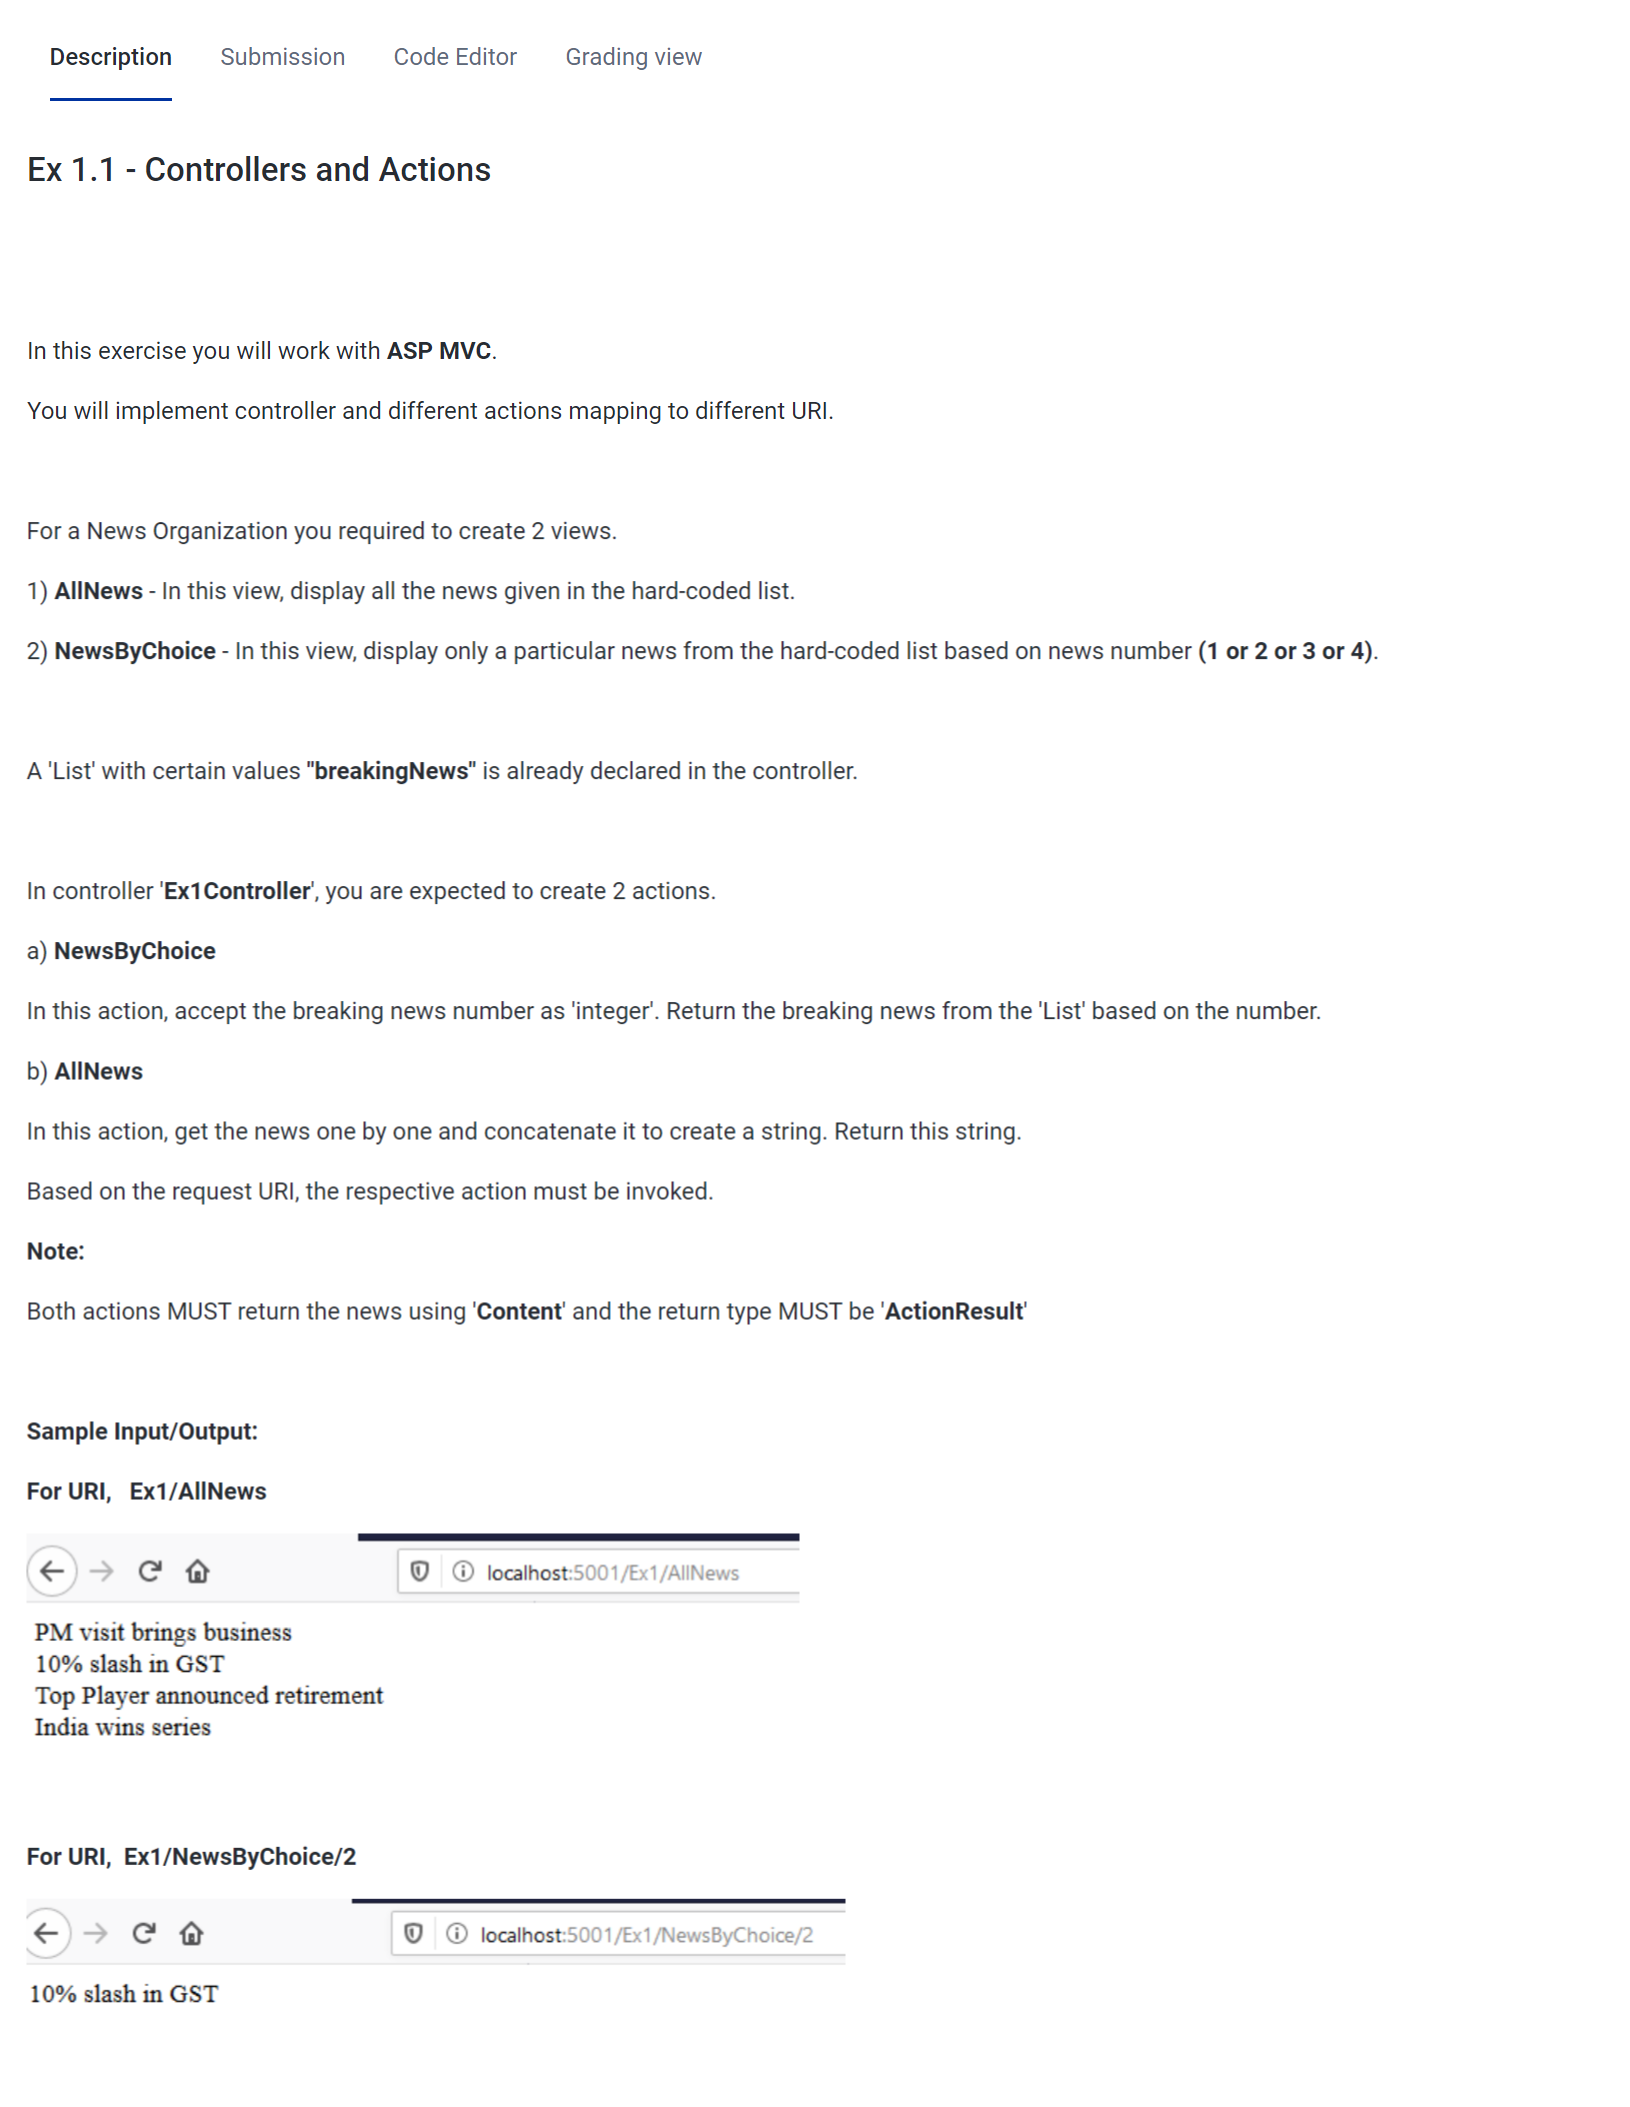 Description Submission Code Editor Grading view
Ex 1.1 - Controllers and Actions
In this exercise you will work with ASP MVC.
You will implement controller and different actions mapping to different URI.
For a News Organization you required to create 2 views.
1) AllNews - In this view, display all the news given in the hard-coded list.
2) NewsByChoice - In this view, display only a particular news from the hard-coded list based on news number (1 or 2 or 3 or 4).
A 'List' with certain values "breakingNews" is already declared in the controller.
In controller 'Ex1Controller', you are expected to create 2 actions.
a) NewsByChoice
In this action, accept the breaking news number as 'integer'. Return the breaking news from the 'List' based on the number.
b) AllNews
In this action, get the news one by one and concatenate it to create a string. Return this string.
Based on the request URI, the respective action must be invoked.
Note:
Both actions MUST return the news using 'Content' and the return type MUST be 'ActionResult'
Sample Input/Output:
For URI, Ex1/AllNews
localhost:5001/Ex1/AllNews
PM visit brings business
10% slash in GST
Top Player announced retirement
India wins series
For URI, Ex1/NewsByChoice/2
localhost:5001/Ex1/NewsByChoice/2
10% slash in GST